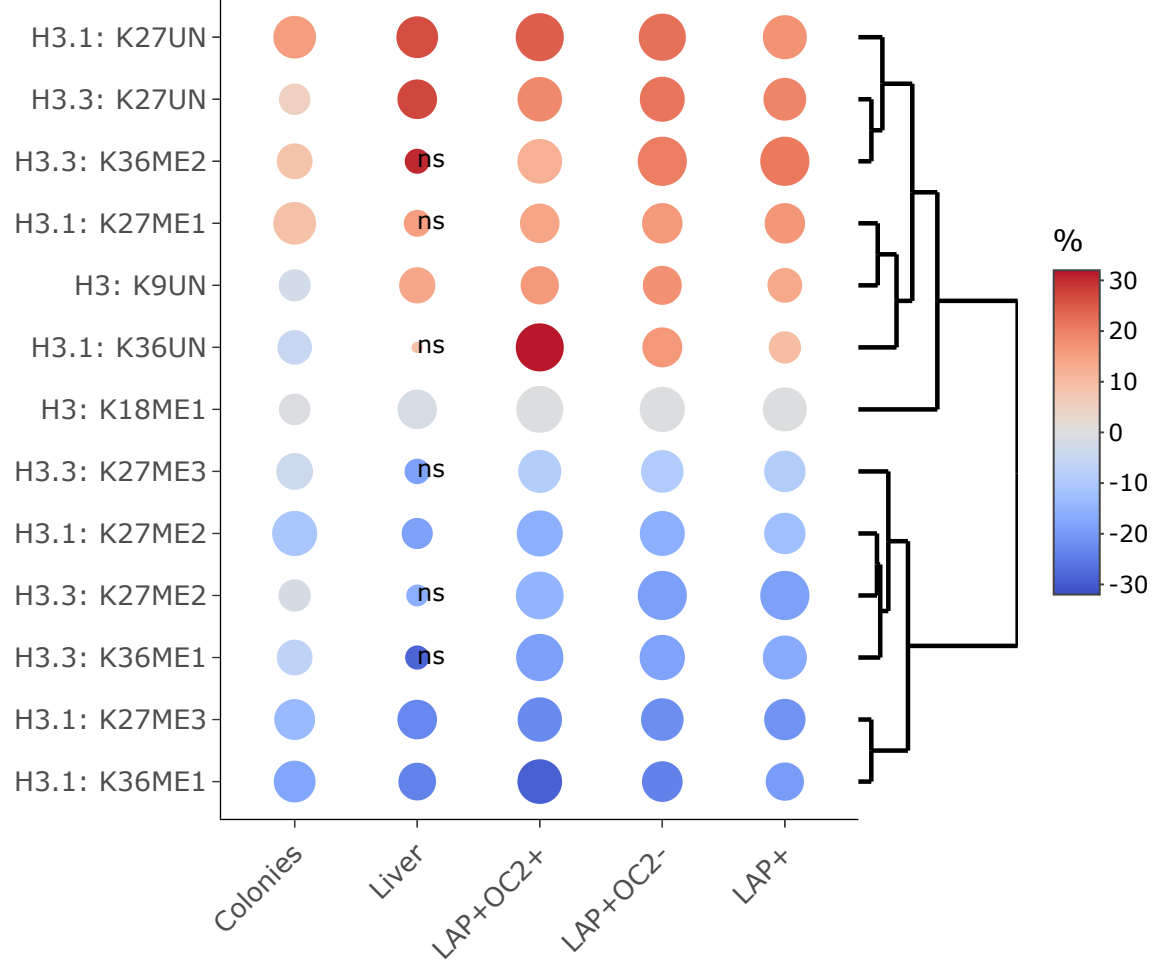 H3.1: K27UN
H3.3: K27UN
H3.3: K36ME2
ns
H3.1: K27ME1
ns
H3: K9UN
H3.1: K36UN
ns
H3: K18ME1
H3.3: K27ME3
ns
H3.1: K27ME2
H3.3: K27ME2
ns
H3.3: K36ME1
ns
H3.1: K27ME3
H3.1: K36ME1
Colonies
Liver
LAP+OC2+
LAP+OC2-
LAP+
%
30
20
10
0
-10
-20
-30